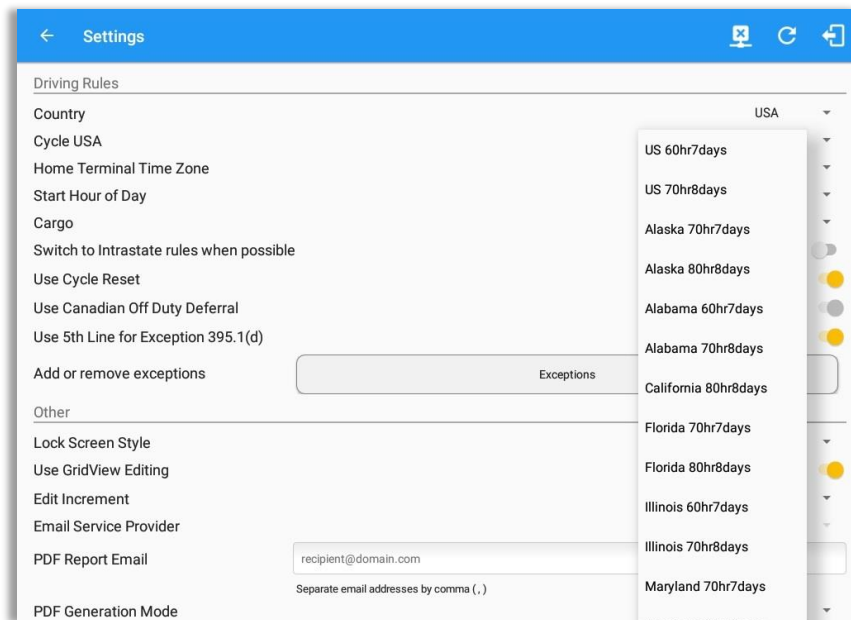 Settings
Driving Rules
Country USA
Cycle USA
Home Terminal Time Zone
Start Hour of Day
Cargo
Switch to Intrastate rules when possible
Use Cycle Reset
Use Canadian Off Duty Deferral
Use 5th Line for Exception 395.1(d)
Add or remove exceptions Exceptions
Other
Lock Screen Style
Use GridView Editing
Edit Increment
Email Service Provider
PDF Report Email recipient@domain.com
Separate email addresses by comma ( , )
PDF Generation Mode
US 60hr7days
US 70hr8days
Alaska 70hr7days
Alaska 80hr8days
Alabama 60hr7days
Alabama 70hr8days
California 80hr8days
Florida 70hr7days
Florida 80hr8days
Illinois 60hr7days
Illinois 70hr8days
Maryland 70hr7days